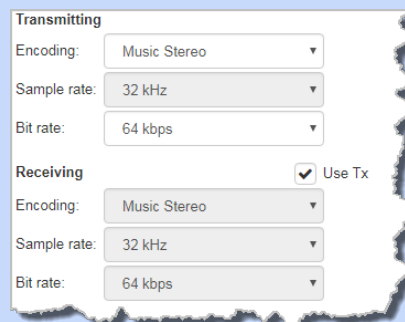 Transmitting
Encoding: Music Stereo
Sample rate: 32 kHz
Bit rate: 64 kbps
Receiving Use Tx
Encoding: Music Stereo
Sample rate: 32 kHz
Bit rate: 64 kbps